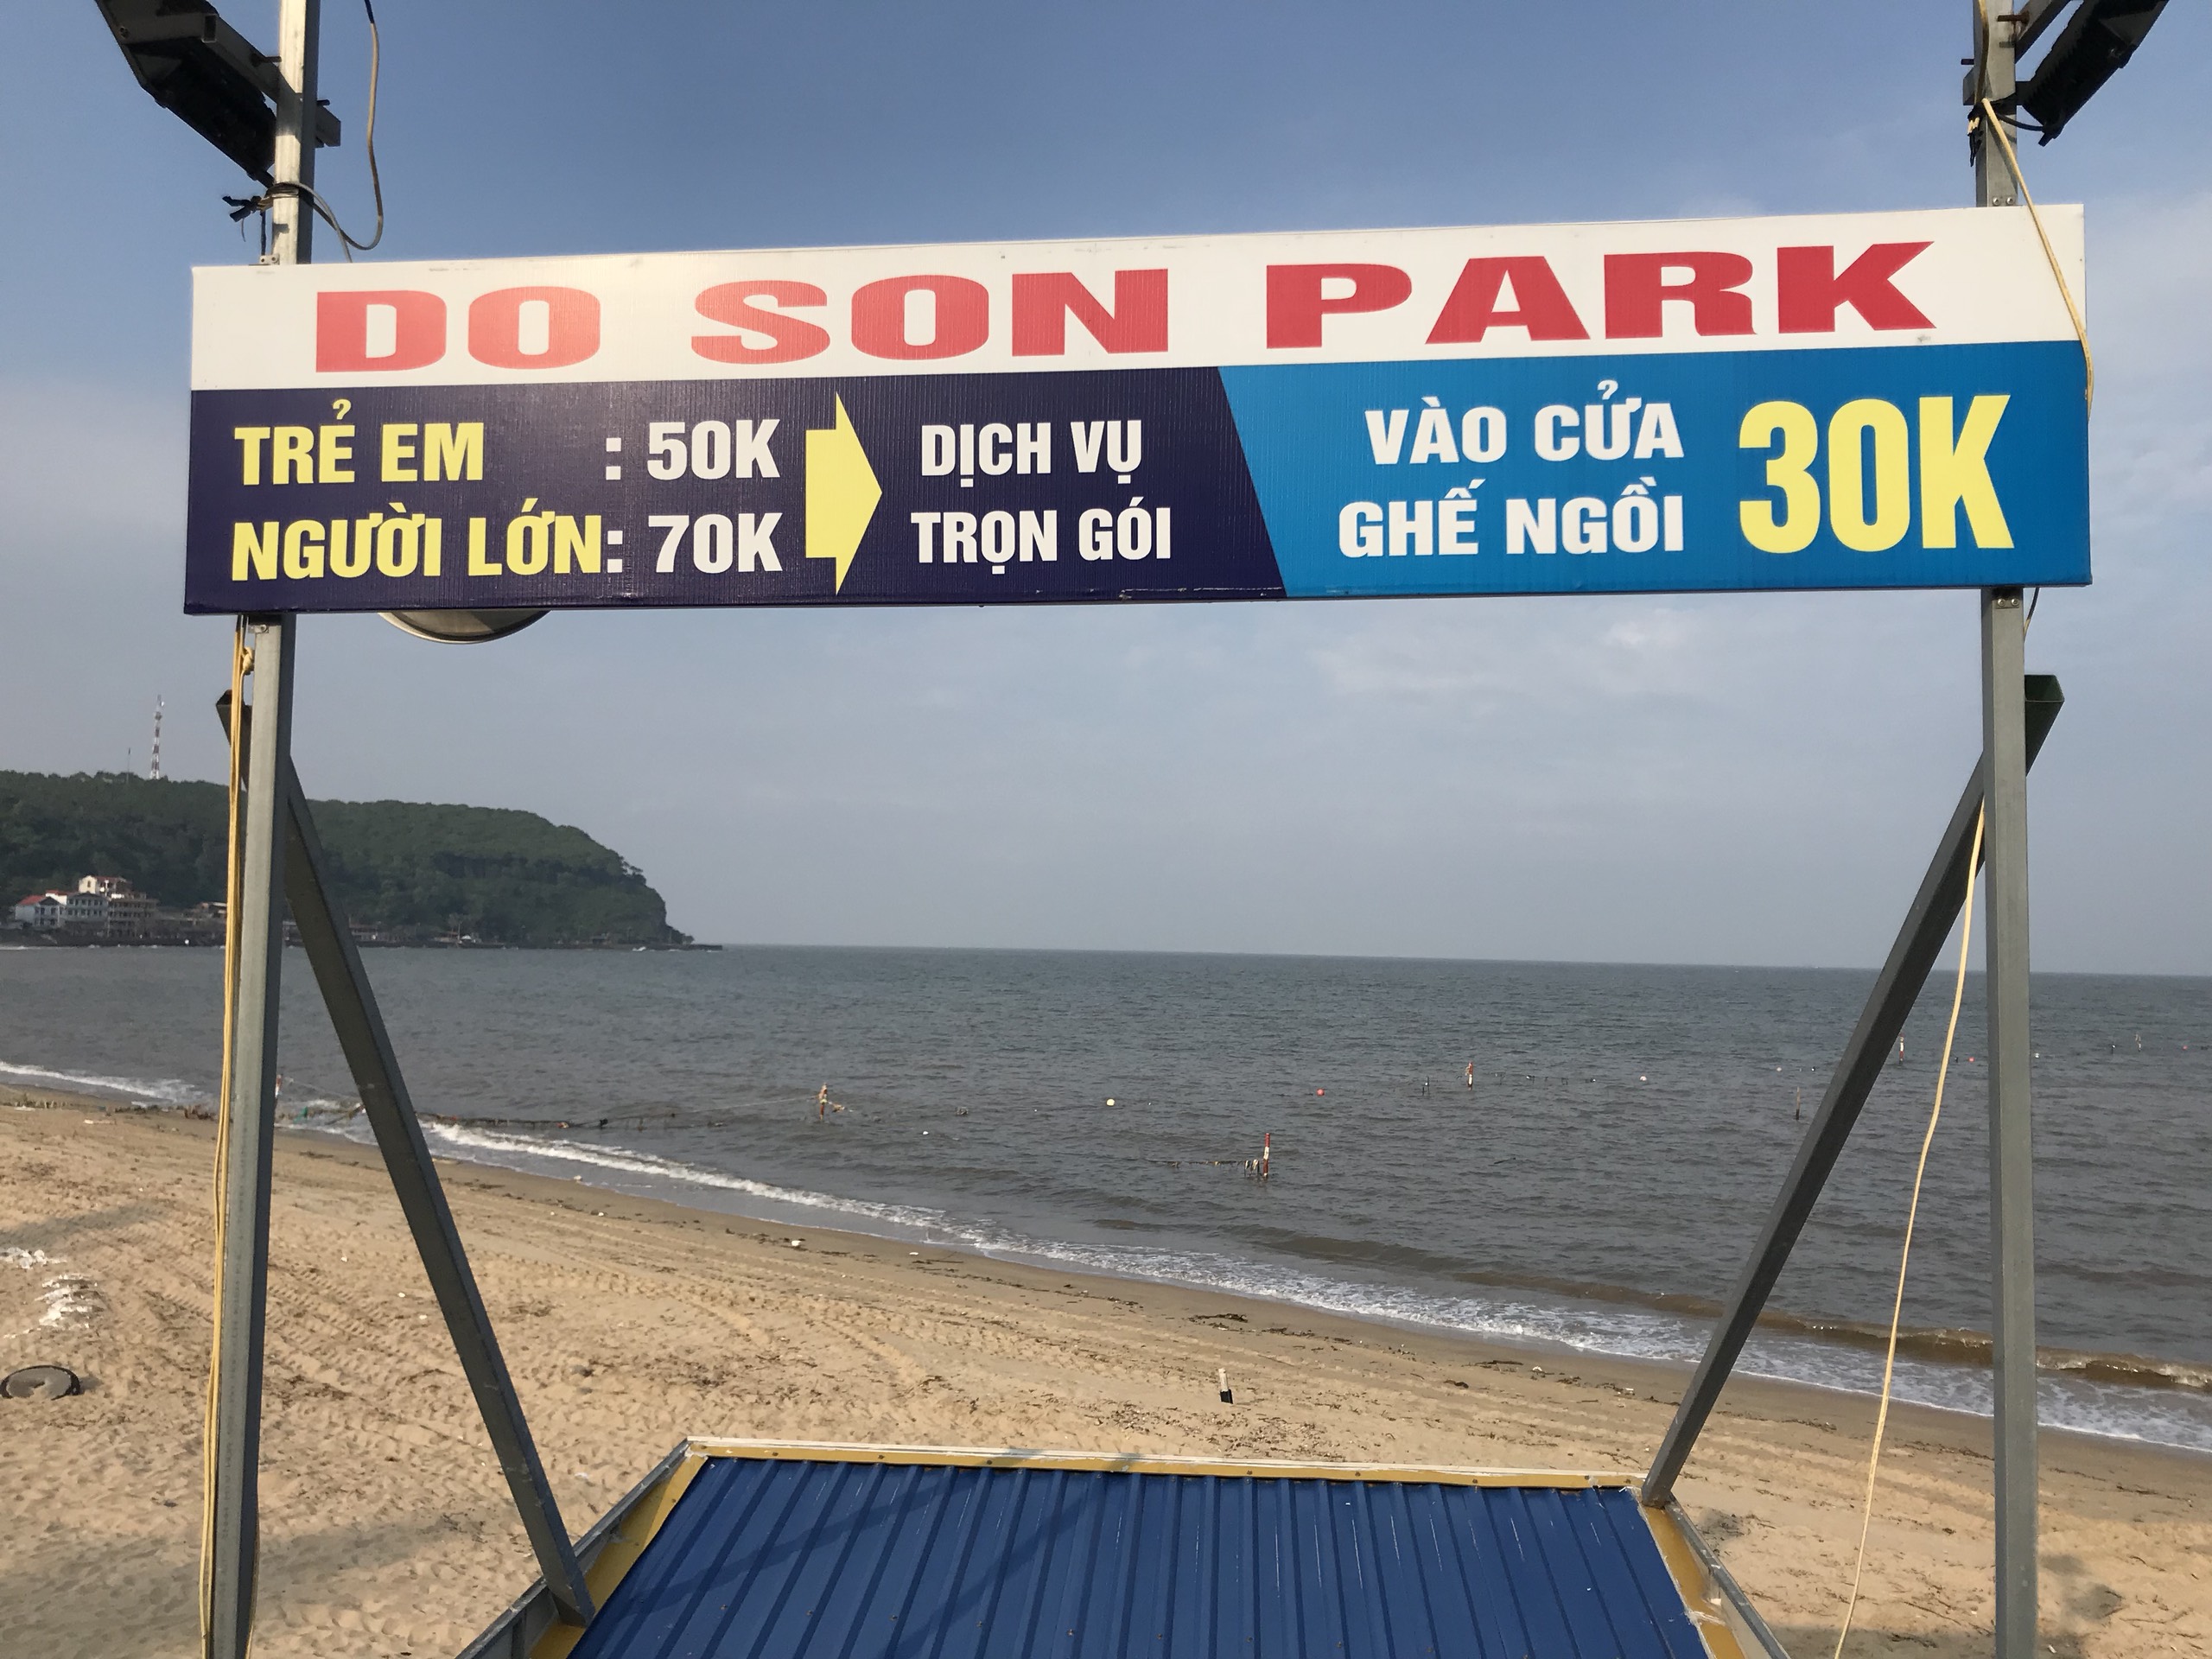 DO SON PARK
TRẺ EM : 50K
NGƯỜI LỚN: 70K
DỊCH VỤ
TRỌN GÓI
VÀO CỬA
GHẾ NGỒI
30K